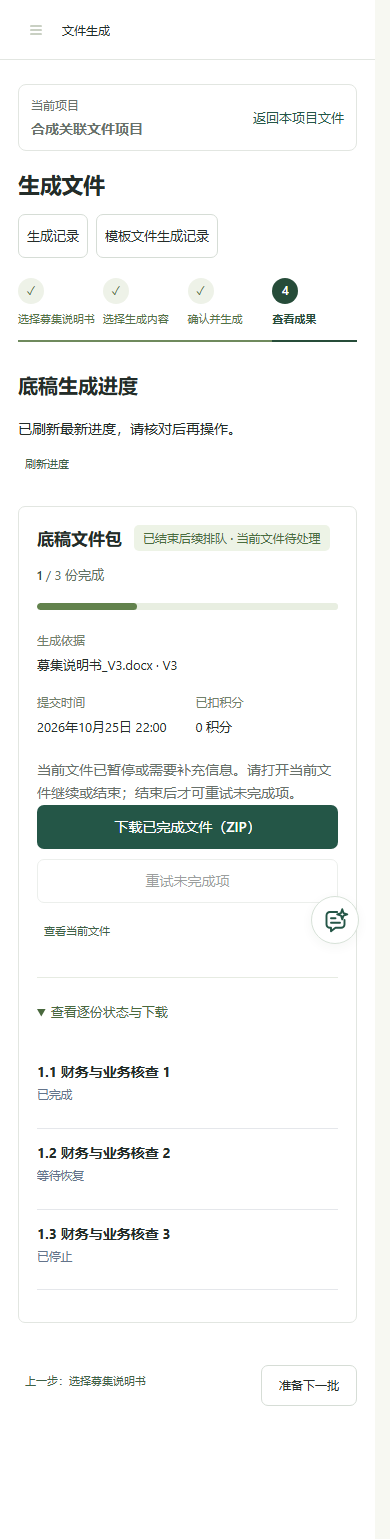 文件生成
当前项目
合成关联文件项目
返回本项目文件
生成文件
生成记录
模板文件生成记录
✓
✓
✓
4
选择募集说明书
选择生成内容
确认并生成
查看成果
底稿生成进度
已刷新最新进度，请核对后再操作。
刷新进度
底稿文件包
已结束后续排队 · 当前文件待处理
1 / 3 份完成
生成依据
募集说明书_V3.docx · V3
提交时间
已扣积分
2026年10月25日 22:00
0 积分
当前文件已暂停或需要补充信息。请打开当前文
件继续或结束；结束后才可重试未完成项。
下载已完成文件（ZIP）
重试未完成项
查看当前文件
▼ 查看逐份状态与下载
1.1 财务与业务核查 1
已完成
1.2 财务与业务核查 2
等待恢复
1.3 财务与业务核查 3
已停止
上一步：选择募集说明书
准备下一批